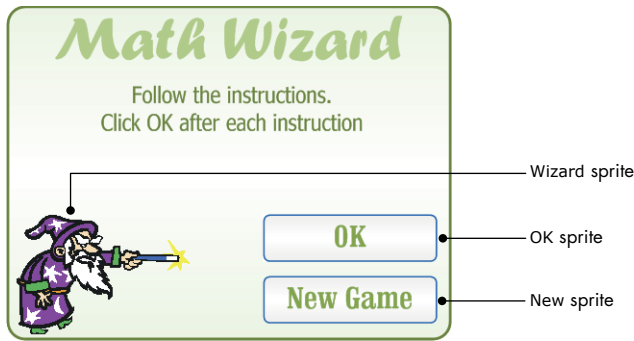 Math Wizard
Follow the instructions.
Click OK after each instruction
Wizard sprite
OK
OK sprite
New Game
New sprite